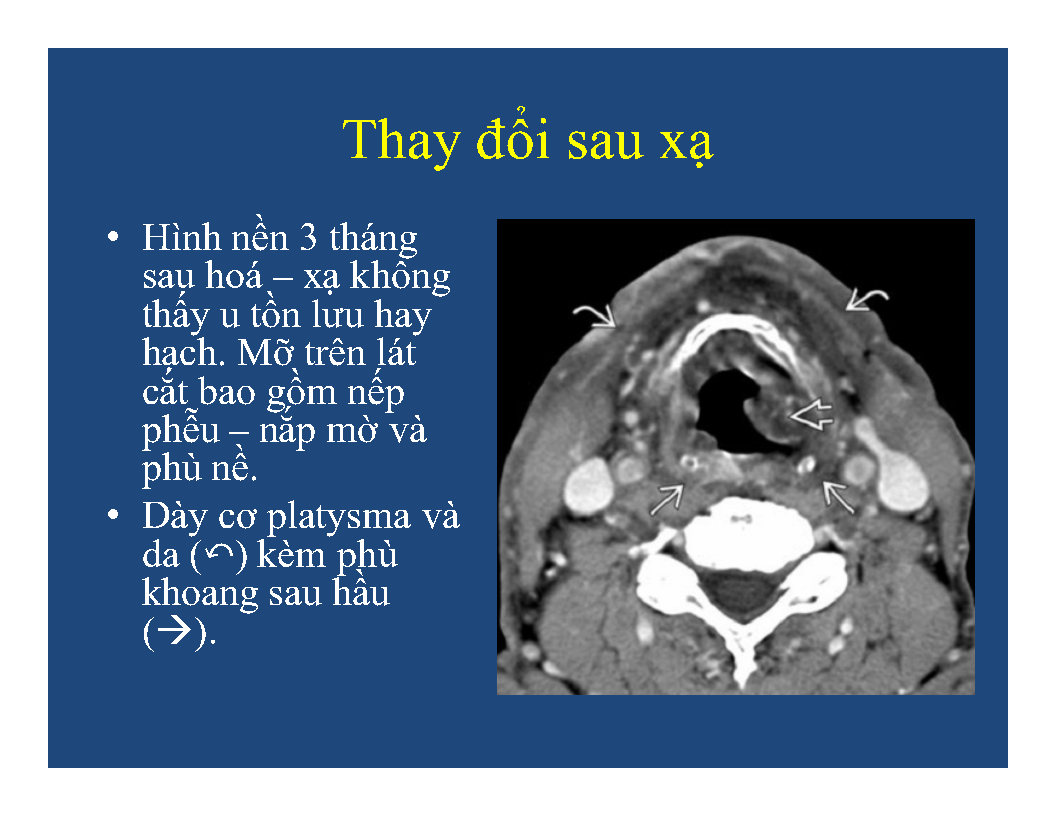 Thay đổi sau xạ
• Hình nền 3 tháng
sau hoá – xạ không
thấy u tồn lưu hay
hạch. Mỡ trên lát
cắt bao gồm nếp
phễu – nắp mờ và
phù nề.
• Dày cơ platysma và
da (↶) kèm phù
khoang sau hầu
(→).